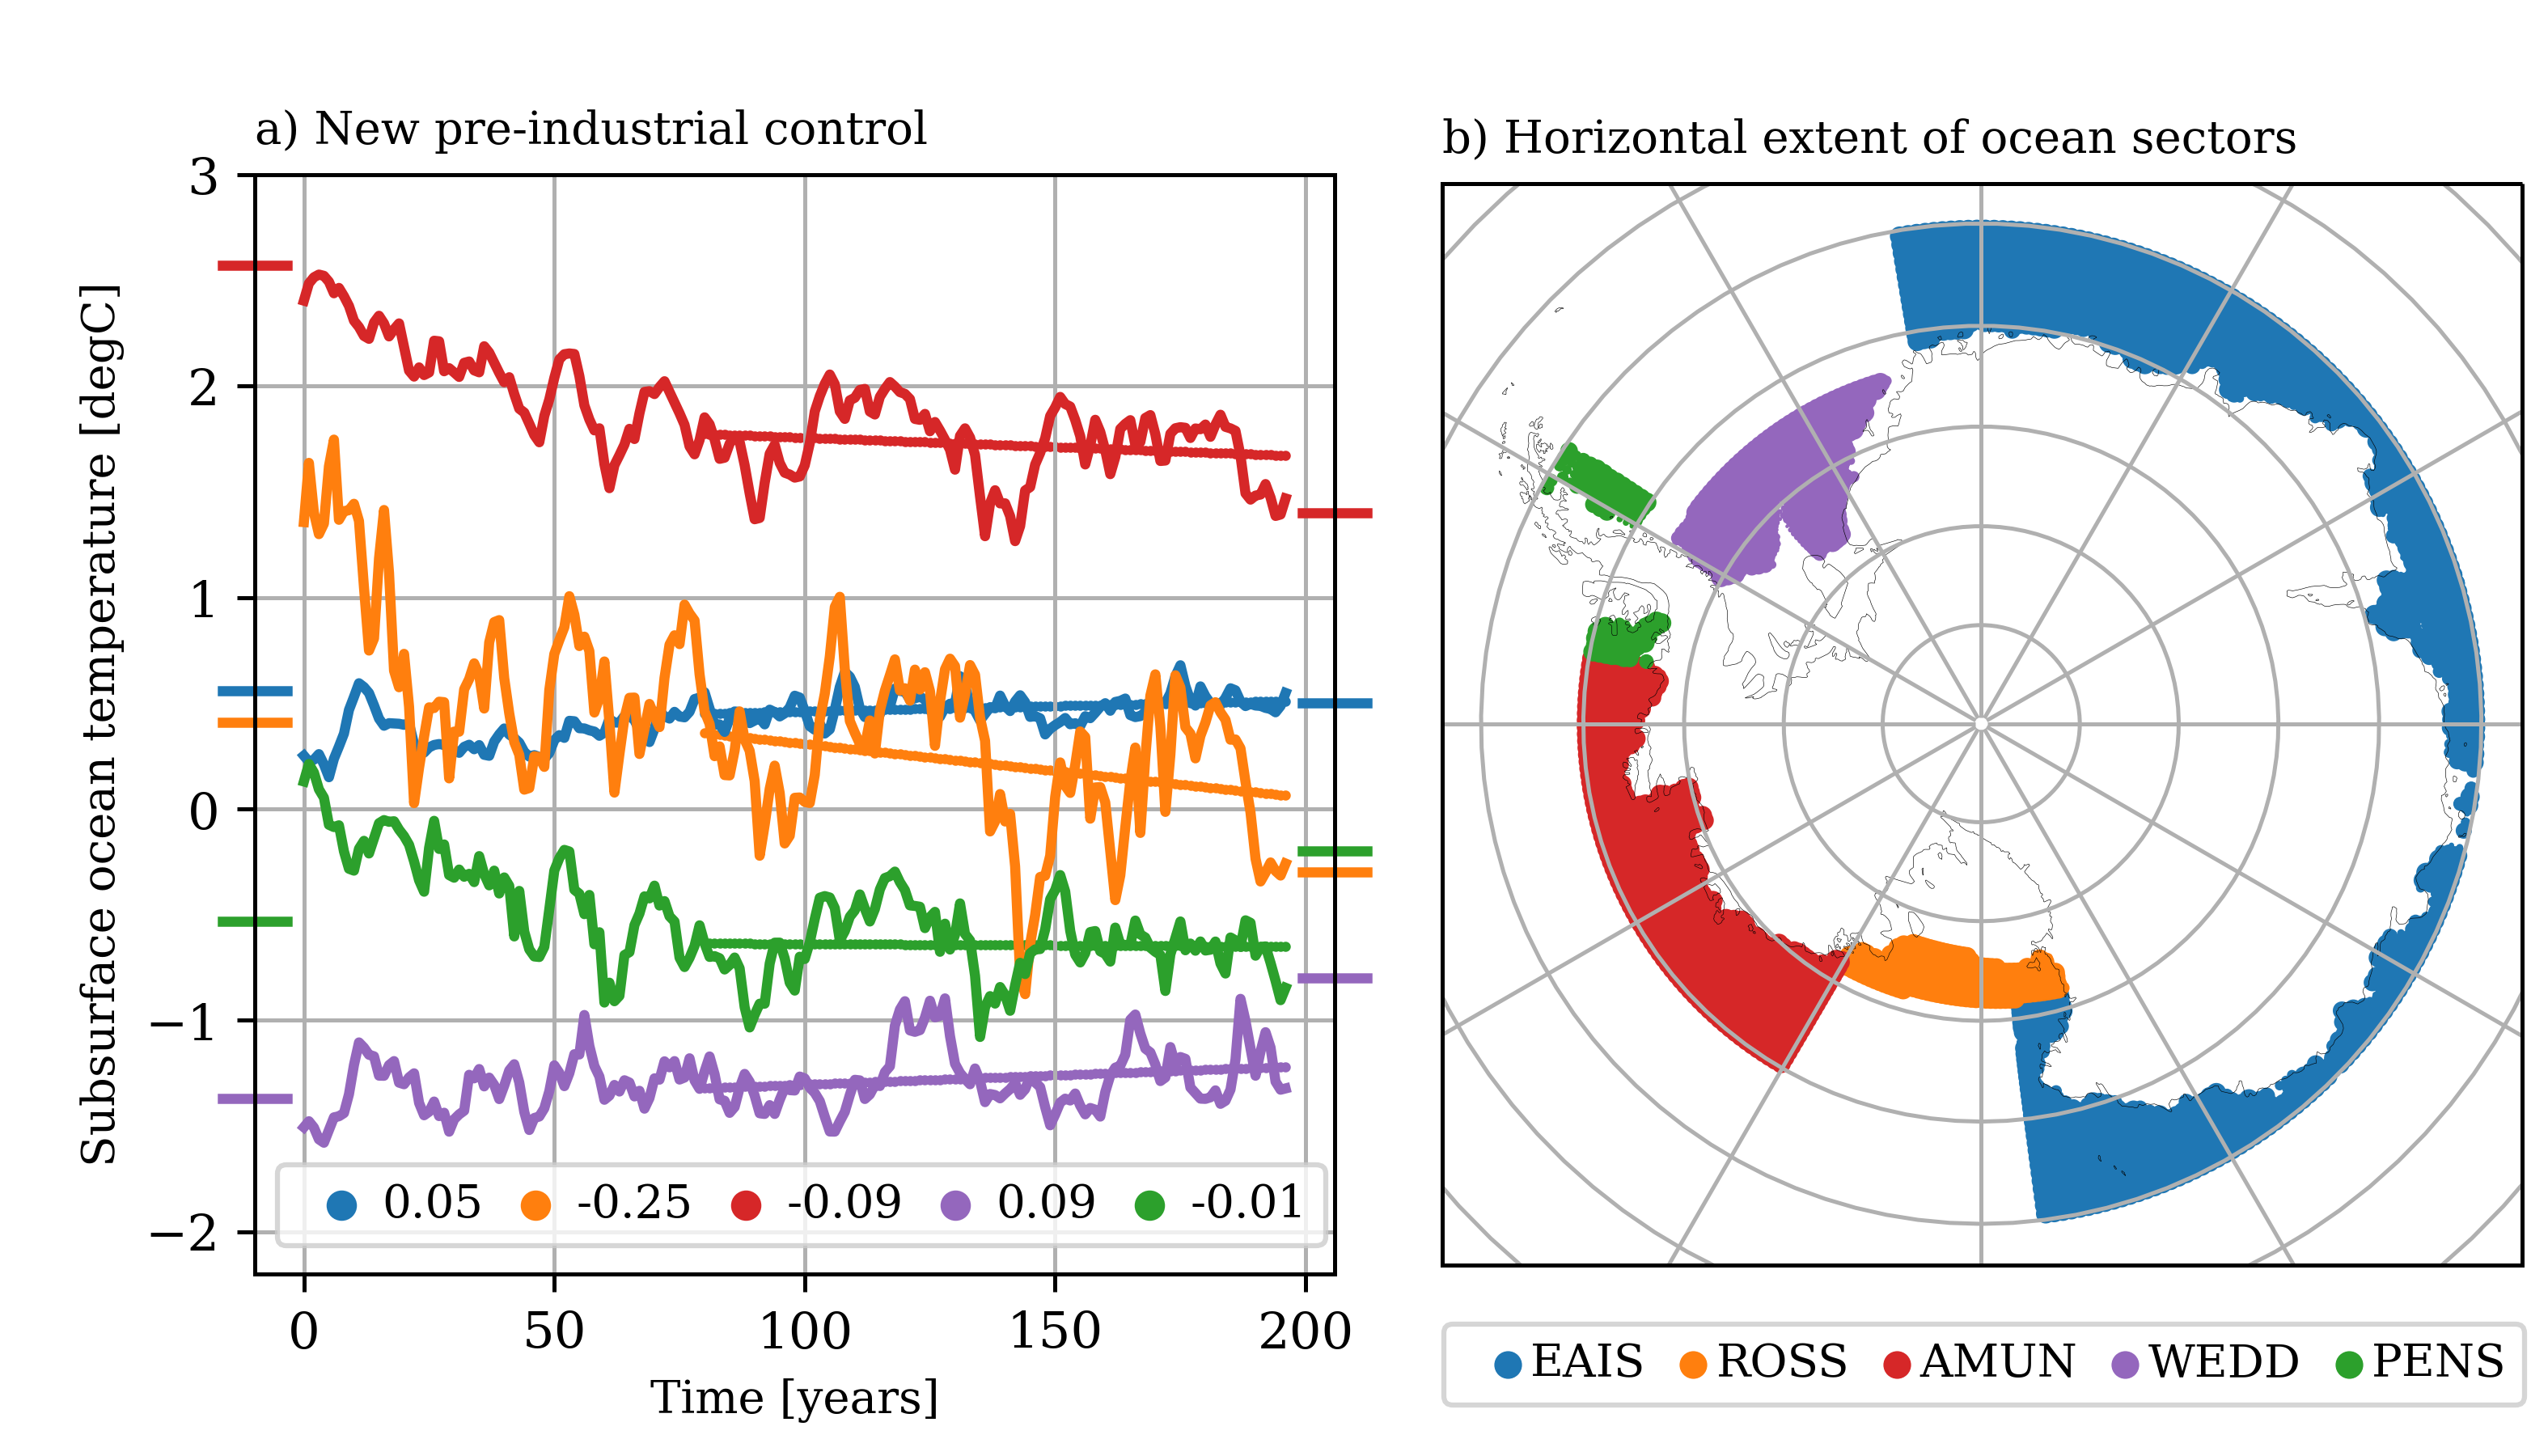 a) New pre-industrial control
b) Horizontal extent of ocean sectors
Subsurface ocean temperature [degC]
3
2
1
0
−1
−2
0.05 -0.25 -0.09 0.09 -0.01
0 50 100 150 200
Time [years]
EAIS ROSS AMUN WEDD PENS